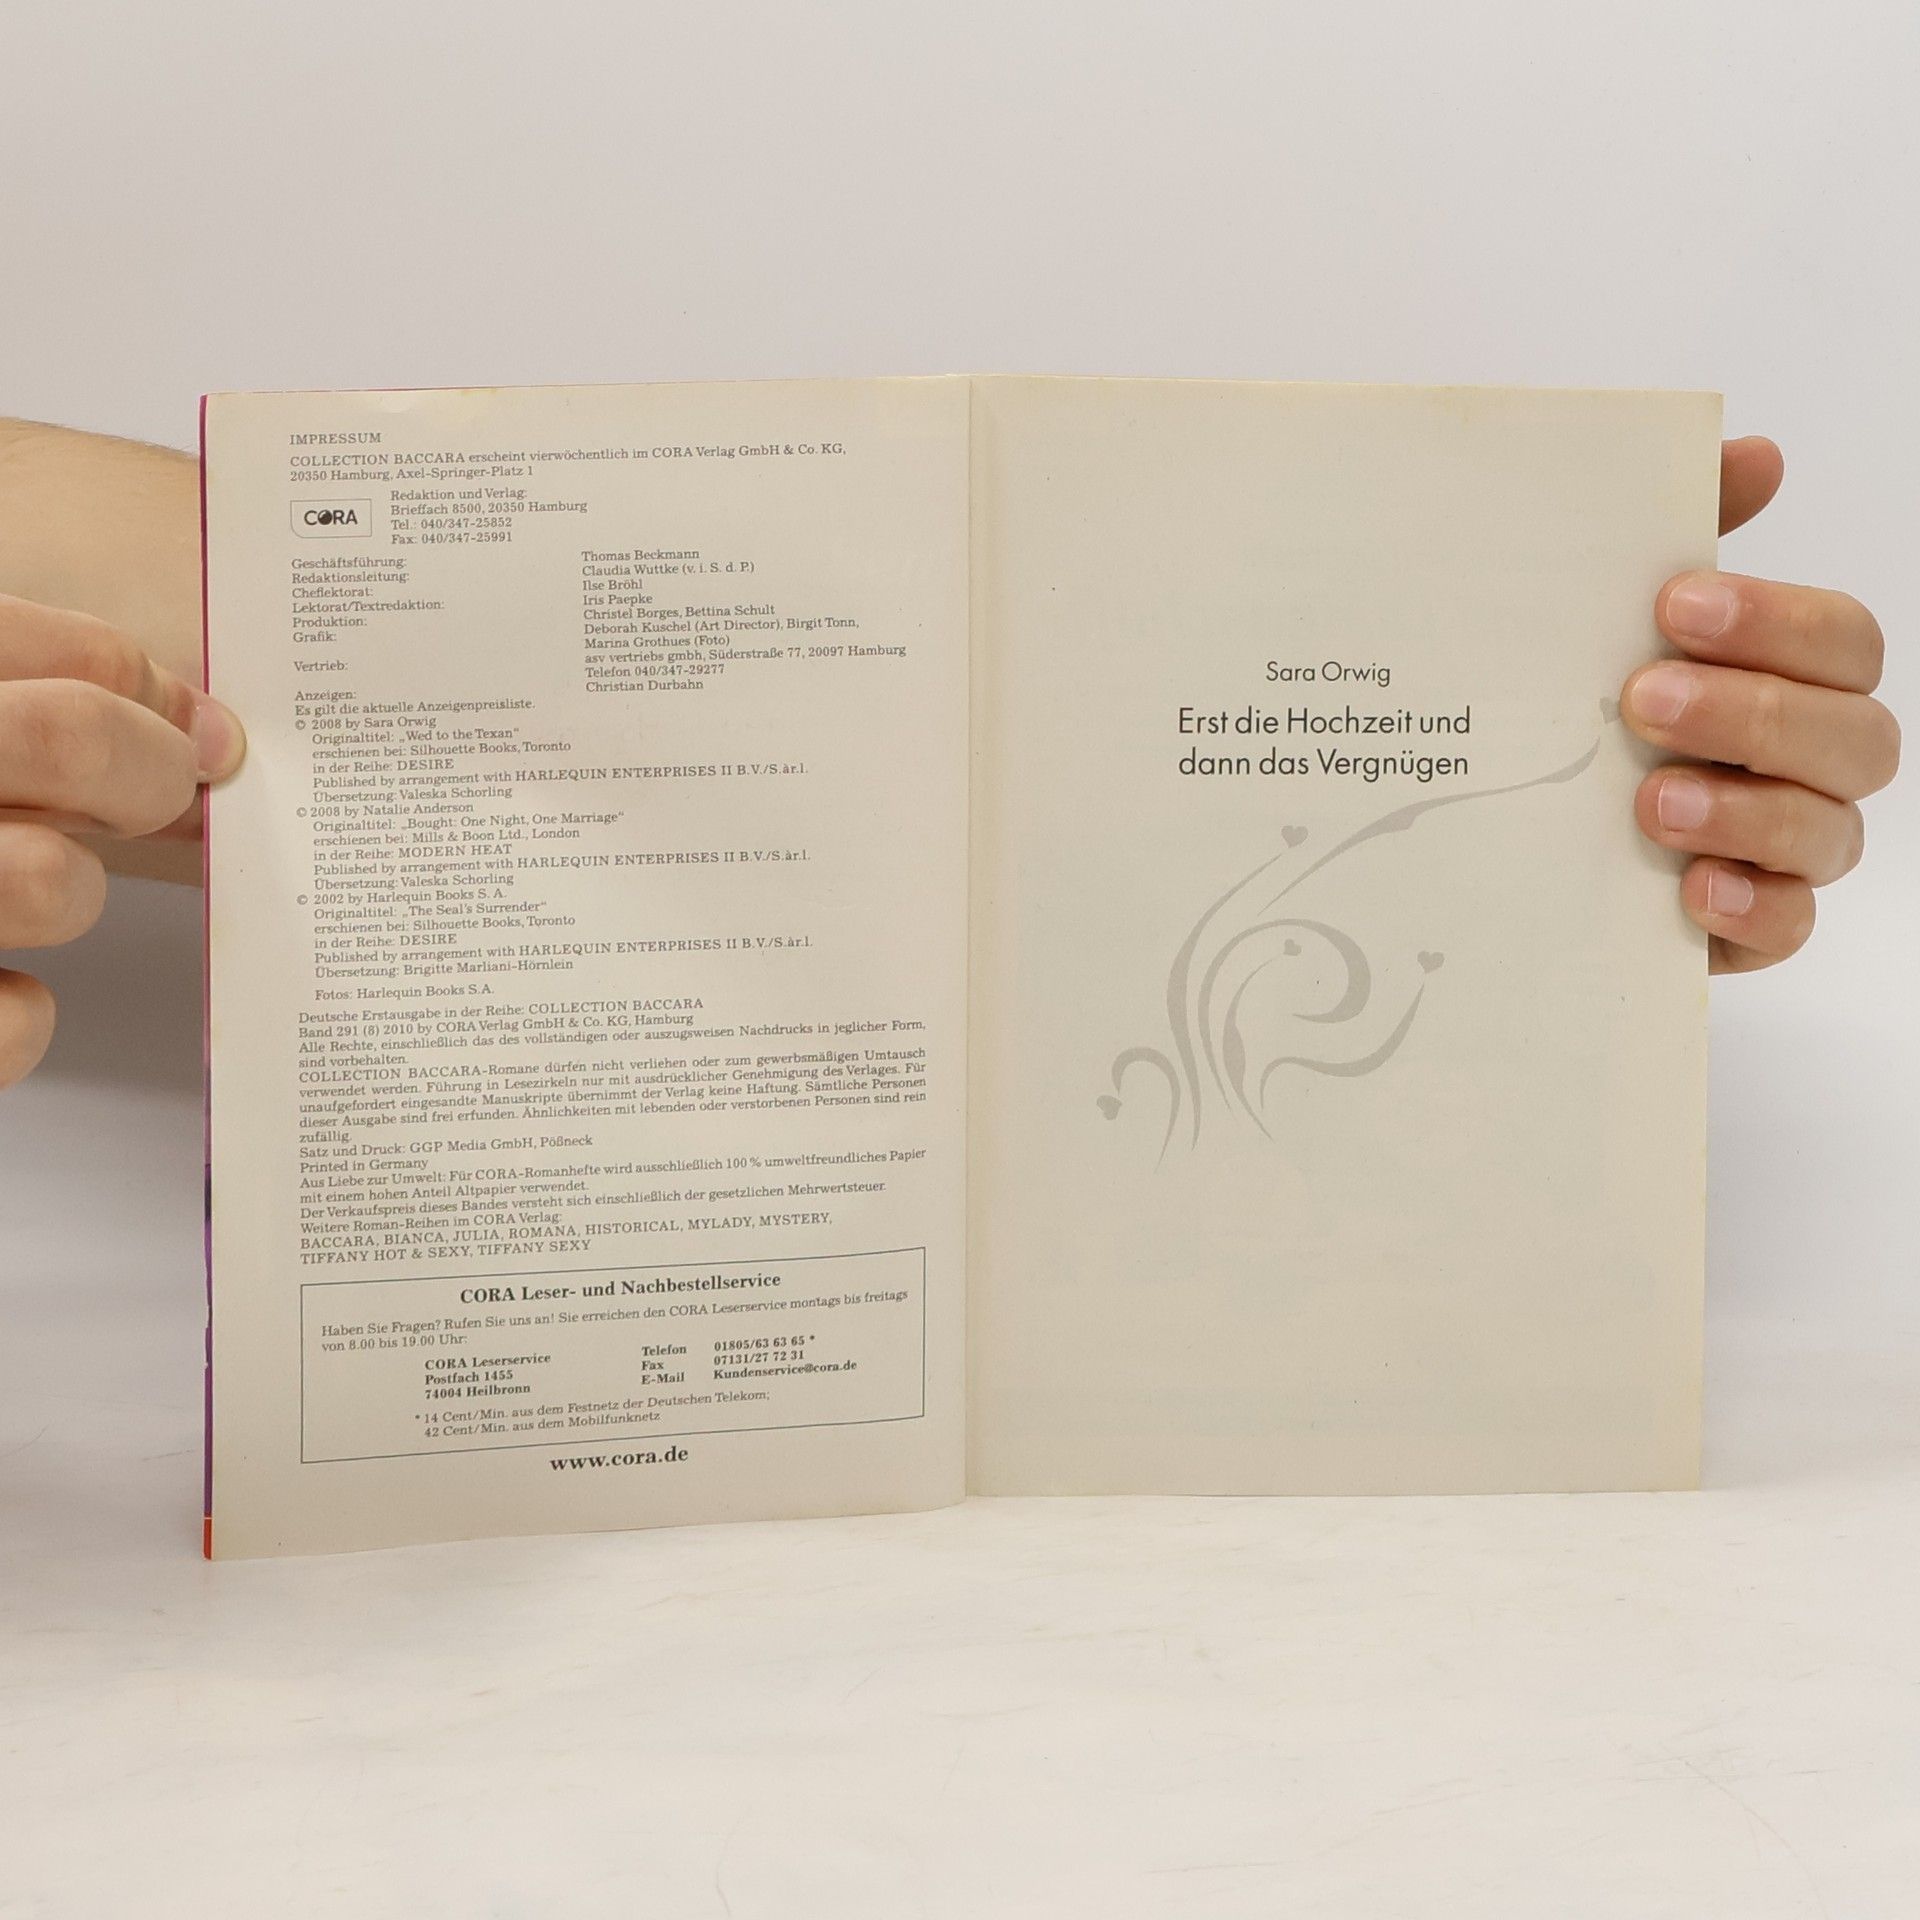 IMPRESSUM
COLLECTION BACCARA erscheint vierwöchentlich im CORA Verlag GmbH & Co. KG,
20350 Hamburg, Axel-Springer-Platz 1
CORA
Redaktion und Verlag:
Brieffach 8500, 20350 Hamburg
Tel.: 040/347-25852
Fax: 040/347-25991
Geschäftsführung: Thomas Beckmann
Redaktionsleitung: Claudia Wuttke (v. i. S. d. P.)
Cheflektorat: Ilse Bröhl
Lektorat/Textredaktion: Iris Paepke
Produktion: Christel Borges, Bettina Schult
Grafik: Deborah Kuschel (Art Director), Birgit Tonn,
Marina Grothues (Foto)
Vertrieb: asv vertriebs gmbh, Süderstraße 77, 20097 Hamburg
Telefon 040/347-29277
Anzeigen: Christian Durbahn
Es gilt die aktuelle Anzeigenpreisliste.
© 2008 by Sara Orwig
Originaltitel: „Wed to the Texan“
erschienen bei: Silhouette Books, Toronto
in der Reihe: DESIRE
Published by arrangement with HARLEQUIN ENTERPRISES II B.V./S.àr.l.
Übersetzung: Valeska Schorling
© 2008 by Natalie Anderson
Originaltitel: „Bought: One Night, One Marriage“
erschienen bei: Mills & Boon Ltd., London
in der Reihe: MODERN HEAT
Published by arrangement with HARLEQUIN ENTERPRISES II B.V./S.àr.l.
Übersetzung: Valeska Schorling
© 2002 by Harlequin Books S. A.
Originaltitel: „The Seal's Surrender“
erschienen bei: Silhouette Books, Toronto
in der Reihe: DESIRE
Published by arrangement with HARLEQUIN ENTERPRISES II B.V./S.àr.l.
Übersetzung: Brigitte Marliani-Hörnlein
Fotos: Harlequin Books S.A.
Deutsche Erstausgabe in der Reihe: COLLECTION BACCARA
Band 291 (8) 2010 by CORA Verlag GmbH & Co. KG, Hamburg
Alle Rechte, einschließlich das des vollständigen oder auszugsweisen Nachdrucks in jeglicher Form,
sind vorbehalten.
COLLECTION BACCARA-Romane dürfen nicht verliehen oder zum gewerbsmäßigen Umtausch
verwendet werden. Führung in Lesezirkeln nur mit ausdrücklicher Genehmigung des Verlages. Für
unaufgefordert eingesandte Manuskripte übernimmt der Verlag keine Haftung. Sämtliche Personen
dieser Ausgabe sind frei erfunden. Ähnlichkeiten mit lebenden oder verstorbenen Personen sind rein
zufällig.
Satz und Druck: GGP Media GmbH, Pößneck
Printed in Germany
Aus Liebe zur Umwelt: Für CORA-Romanhefte wird ausschließlich 100 % umweltfreundliches Papier
mit einem hohen Anteil Altpapier verwendet.
Der Verkaufspreis dieses Bandes versteht sich einschließlich der gesetzlichen Mehrwertsteuer.
Weitere Roman-Reihen im CORA Verlag:
BACCARA, BIANCA, JULIA, ROMANA, HISTORICAL, MYLADY, MYSTERY,
TIFFANY HOT & SEXY, TIFFANY SEXY
CORA Leser- und Nachbestellservice
Haben Sie Fragen? Rufen Sie uns an! Sie erreichen den CORA Leserservice montags bis freitags
von 8.00 bis 19.00 Uhr:
CORA Leserservice Telefon 01805/63 63 65 *
Postfach 1455 Fax 07131/27 72 31
74004 Heilbronn E-Mail Kundenservice@cora.de
* 14 Cent/Min. aus dem Festnetz der Deutschen Telekom;
42 Cent/Min. aus dem Mobilfunknetz
www.cora.de
Sara Orwig
Erst die Hochzeit und
dann das Vergnügen